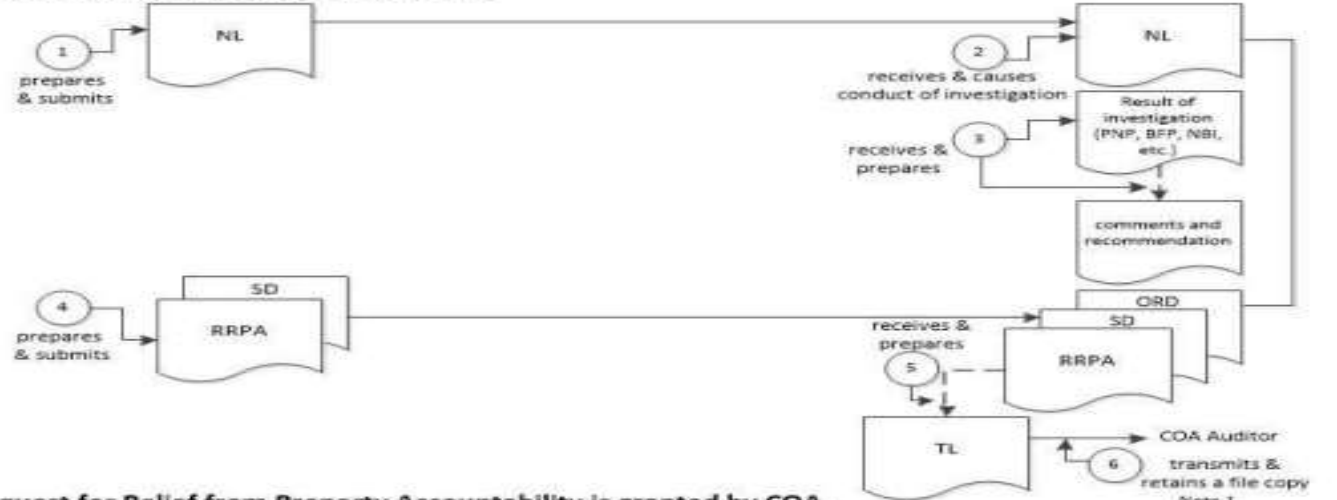 NL
1
prepares
& submits
NL
2
receives & causes
conduct of investigation
Result of
investigation
(PNP, BFP, NBI,
etc.)
3
receives &
prepares
comments and
recommendation
4
prepares
& submits
SD
RRPA
ORD
SD
RRPA
receives &
prepares
5
TL
COA Auditor
6
transmits &
retains a file copy
quest for Relief from Property Accountability is granted by COA